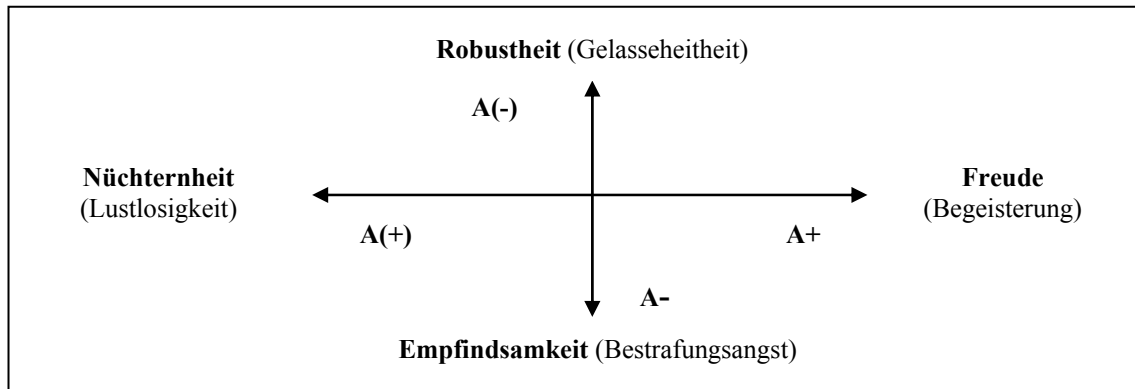 Robustheit (Gelasseheitheit)
A(-)
Nüchternheit
(Lustlosigkeit)
Freude
(Begeisterung)
A(+)
A+
A-
Empfindsamkeit (Bestrafungsangst)